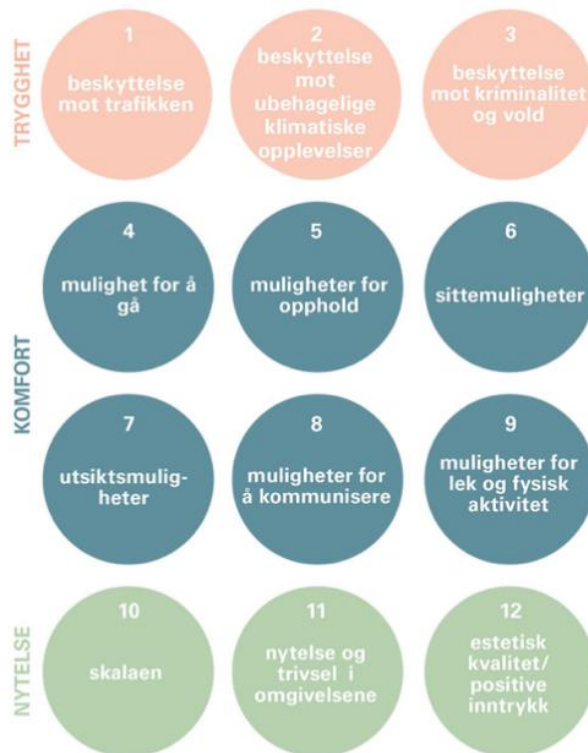 TRYGGHET
1
beskyttelse
mot trafikken
2
beskyttelse
mot
ubehagelige
klimatiske
opplevelser
3
beskyttelse
mot kriminalitet
og vold
KOMFORT
4
mulighet for å
gå
5
muligheter for
opphold
6
sittemuligheter
7
utsiktsmulig-
heter
8
muligheter for
å kommunisere
9
muligheter for
lek og fysisk
aktivitet
NYTELSE
10
skalaen
11
nytelse og
trivsel i
omgivelsene
12
estetisk
kvalitet/
positive
inntrykk